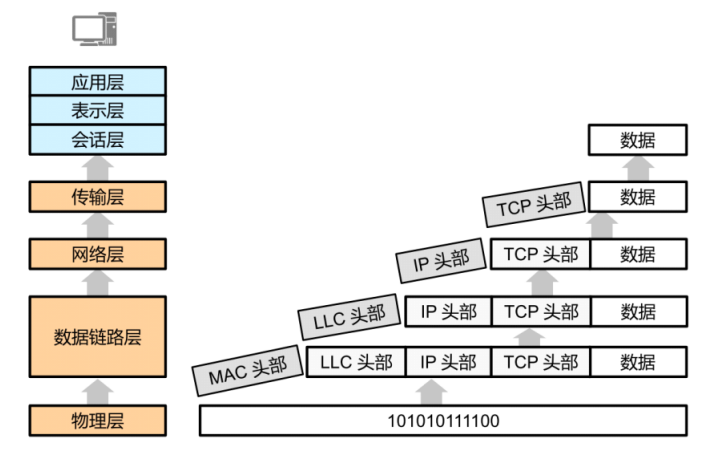 应用层
表示层
会话层
数据
传输层
TCP 头部
数据
网络层
IP 头部
TCP 头部
数据
数据链路层
LLC 头部
IP 头部
TCP 头部
数据
MAC 头部
LLC 头部
IP 头部
TCP 头部
数据
物理层
101010111100